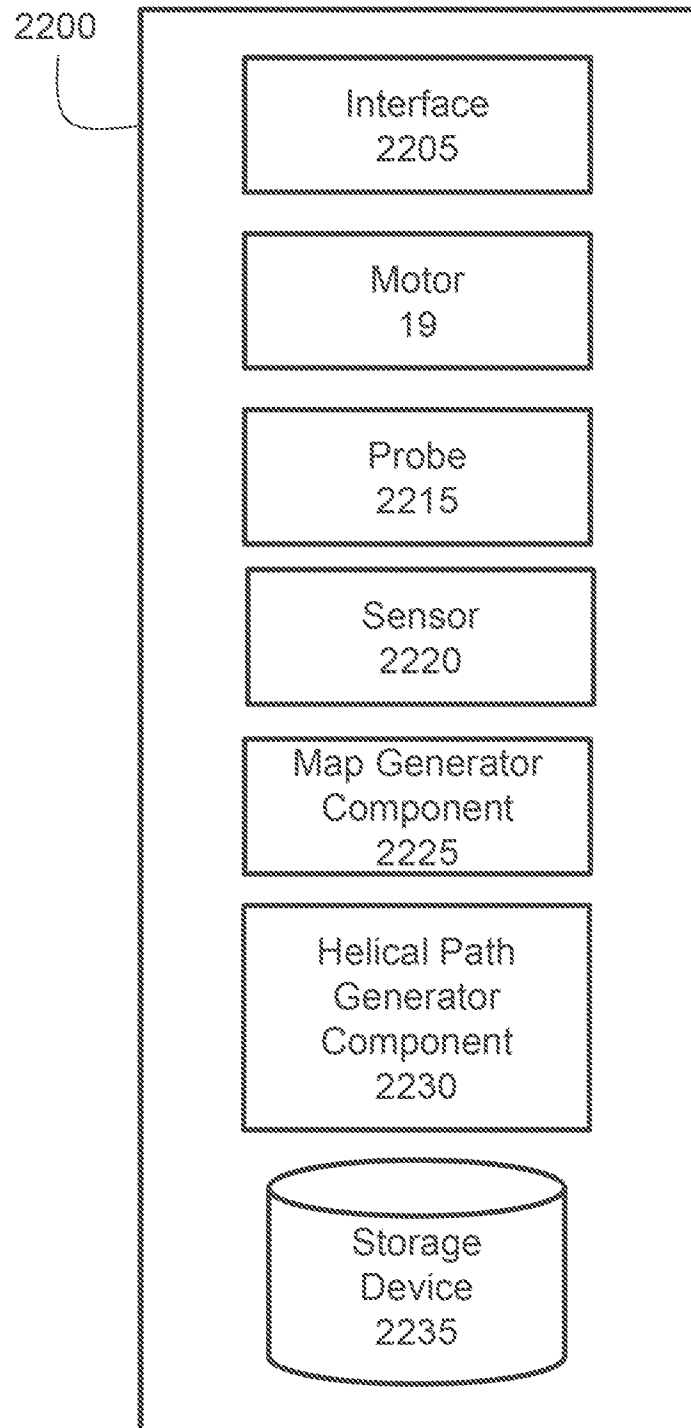 2200
Interface
2205
Motor
19
Probe
2215
Sensor
2220
Map Generator
Component
2225
Helical Path
Generator
Component
2230
Storage
Device
2235